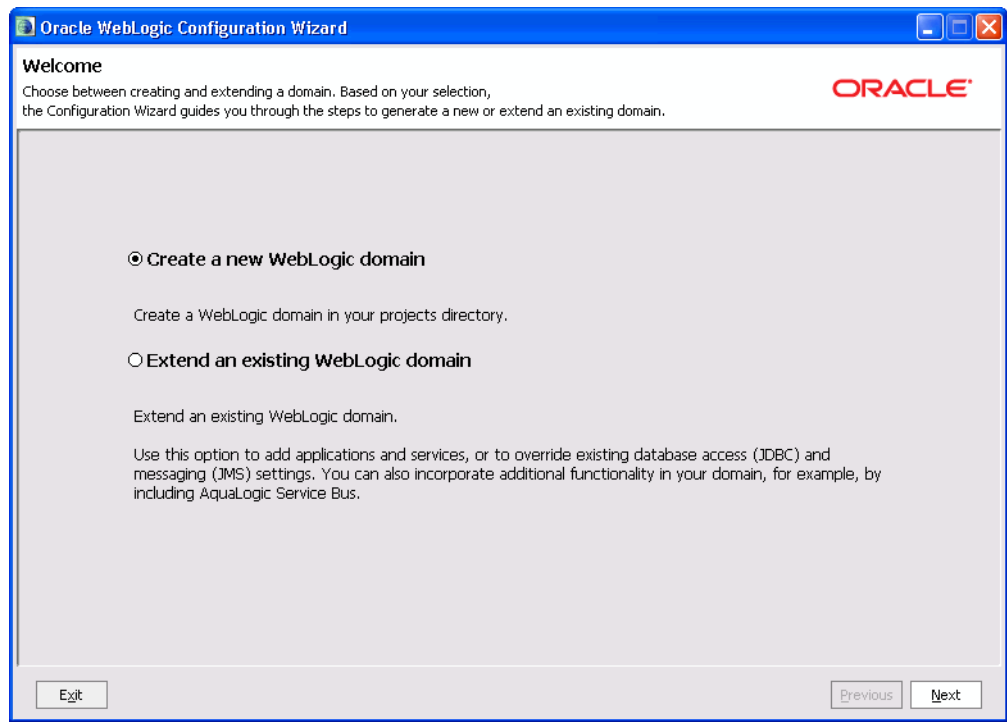 Oracle WebLogic Configuration Wizard
Welcome
Choose between creating and extending a domain. Based on your selection,
the Configuration Wizard guides you through the steps to generate a new or extend an existing domain.
ORACLE
Create a new WebLogic domain
Create a WebLogic domain in your projects directory.
Extend an existing WebLogic domain
Extend an existing WebLogic domain.
Use this option to add applications and services, or to override existing database access (JDBC) and
messaging (JMS) settings. You can also incorporate additional functionality in your domain, for example, by
including AquaLogic Service Bus.
Exit
Previous
Next